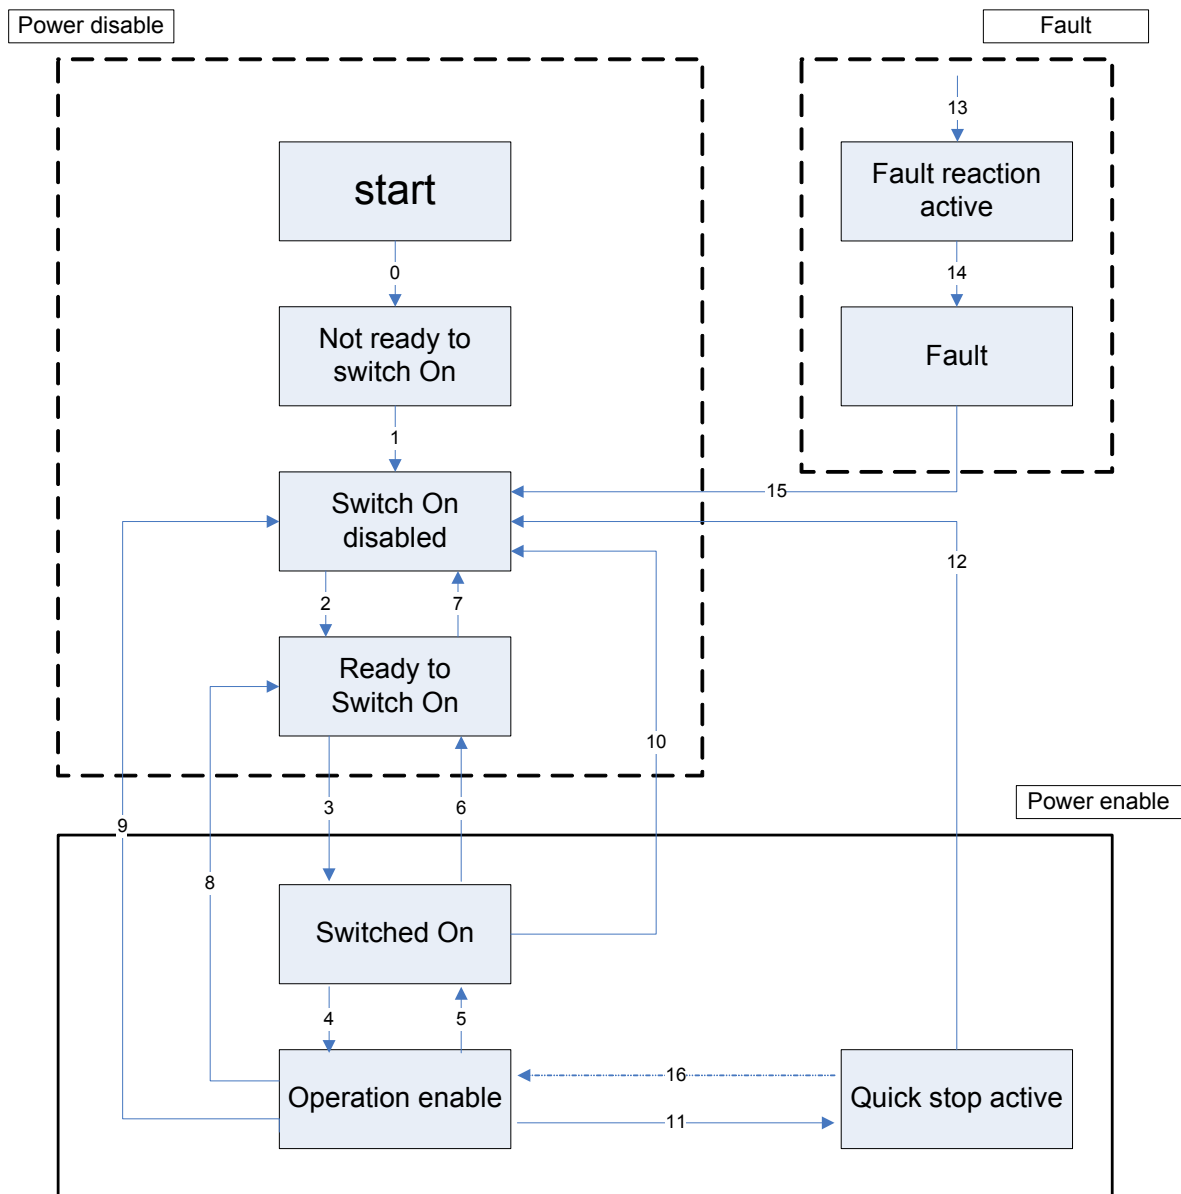 Power disable
Fault
13
start
Fault reaction
active
0
14
Not ready to
switch On
Fault
1
Switch On
disabled
15
12
2
7
Ready to
Switch On
10
Power enable
3
6
9
8
Switched On
4
5
16
Operation enable
Quick stop active
11